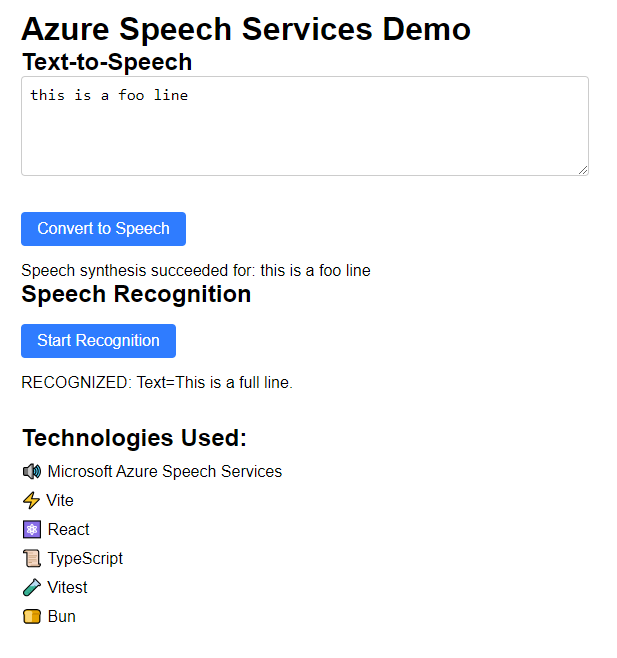 Azure Speech Services Demo
Text-to-Speech
this is a foo line
Convert to Speech
Speech synthesis succeeded for: this is a foo line
Speech Recognition
Start Recognition
RECOGNIZED: Text=This is a full line.
Technologies Used:
🔊 Microsoft Azure Speech Services
⚡ Vite
⚛️ React
📜 TypeScript
🧪 Vitest
🍞 Bun